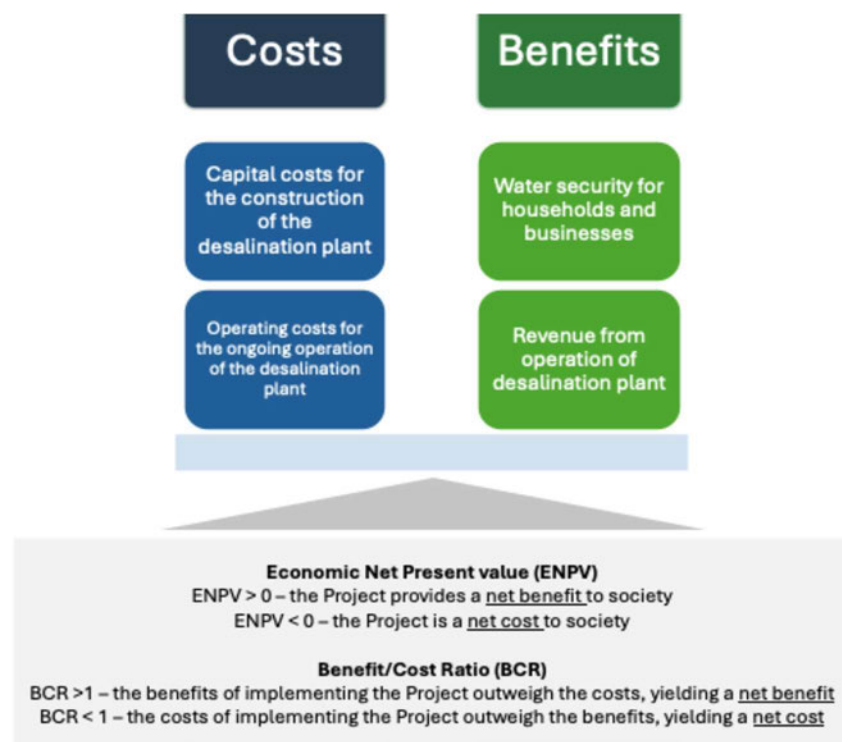 Costs
Benefits
Capital costs for
the construction
of the
desalination plant
Water security for
households and
businesses
Operating costs for
the ongoing operation
of the desalination
plant
Revenue from
operation of
desalination plant
Economic Net Present value (ENPV)
ENPV > 0 – the Project provides a net benefit to society
ENPV < 0 – the Project is a net cost to society
Benefit/Cost Ratio (BCR)
BCR >1 – the benefits of implementing the Project outweigh the costs, yielding a net benefit
BCR < 1 – the costs of implementing the Project outweigh the benefits, yielding a net cost